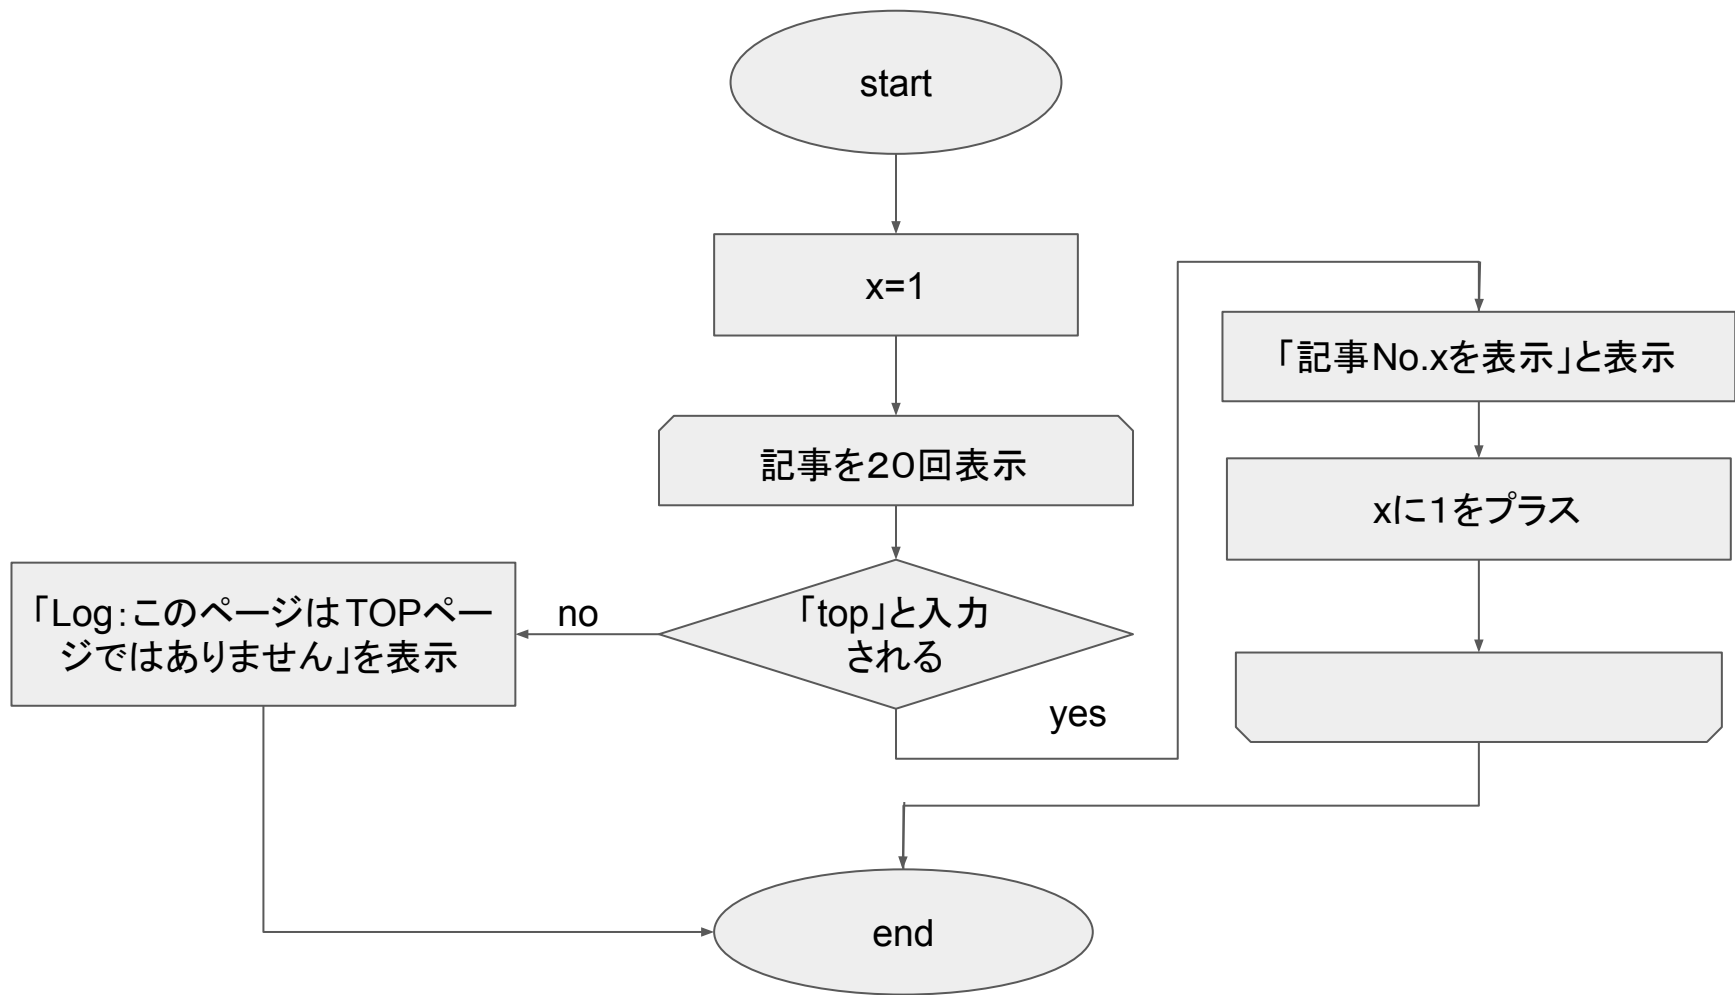 start
x=1
記事を２０回表示
「top」と入力
される
no
「Log：このページはTOPペー
ジではありません」を表示
yes
「記事No.xを表示」と表示
xに１をプラス
end